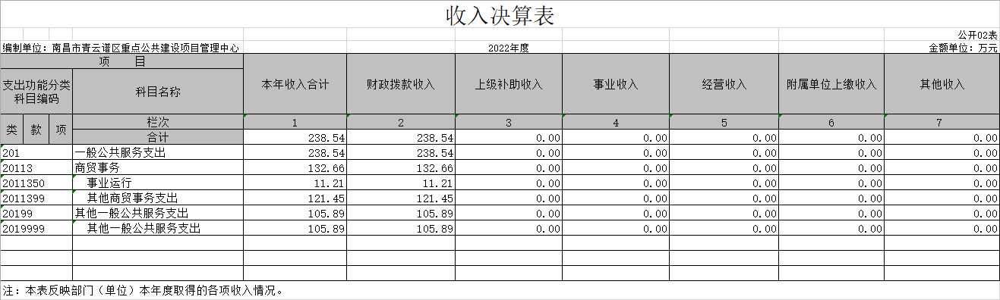 收入决算表
公开02表
编制单位：南昌市青云谱区重点公共建设项目管理中心 2022年度 金额单位：万元
项 目 本年收入合计 财政拨款收入 上级补助收入 事业收入 经营收入 附属单位上缴收入 其他收入
支出功能分类科目编码 科目名称
类 款 项 栏次 1 2 3 4 5 6 7
合计 238.54 238.54 0.00 0.00 0.00 0.00 0.00
201 一般公共服务支出 238.54 238.54 0.00 0.00 0.00 0.00 0.00
20113 商贸事务 132.66 132.66 0.00 0.00 0.00 0.00 0.00
2011350 事业运行 11.21 11.21 0.00 0.00 0.00 0.00 0.00
2011399 其他商贸事务支出 121.45 121.45 0.00 0.00 0.00 0.00 0.00
20199 其他一般公共服务支出 105.89 105.89 0.00 0.00 0.00 0.00 0.00
2019999 其他一般公共服务支出 105.89 105.89 0.00 0.00 0.00 0.00 0.00
注：本表反映部门（单位）本年度取得的各项收入情况。